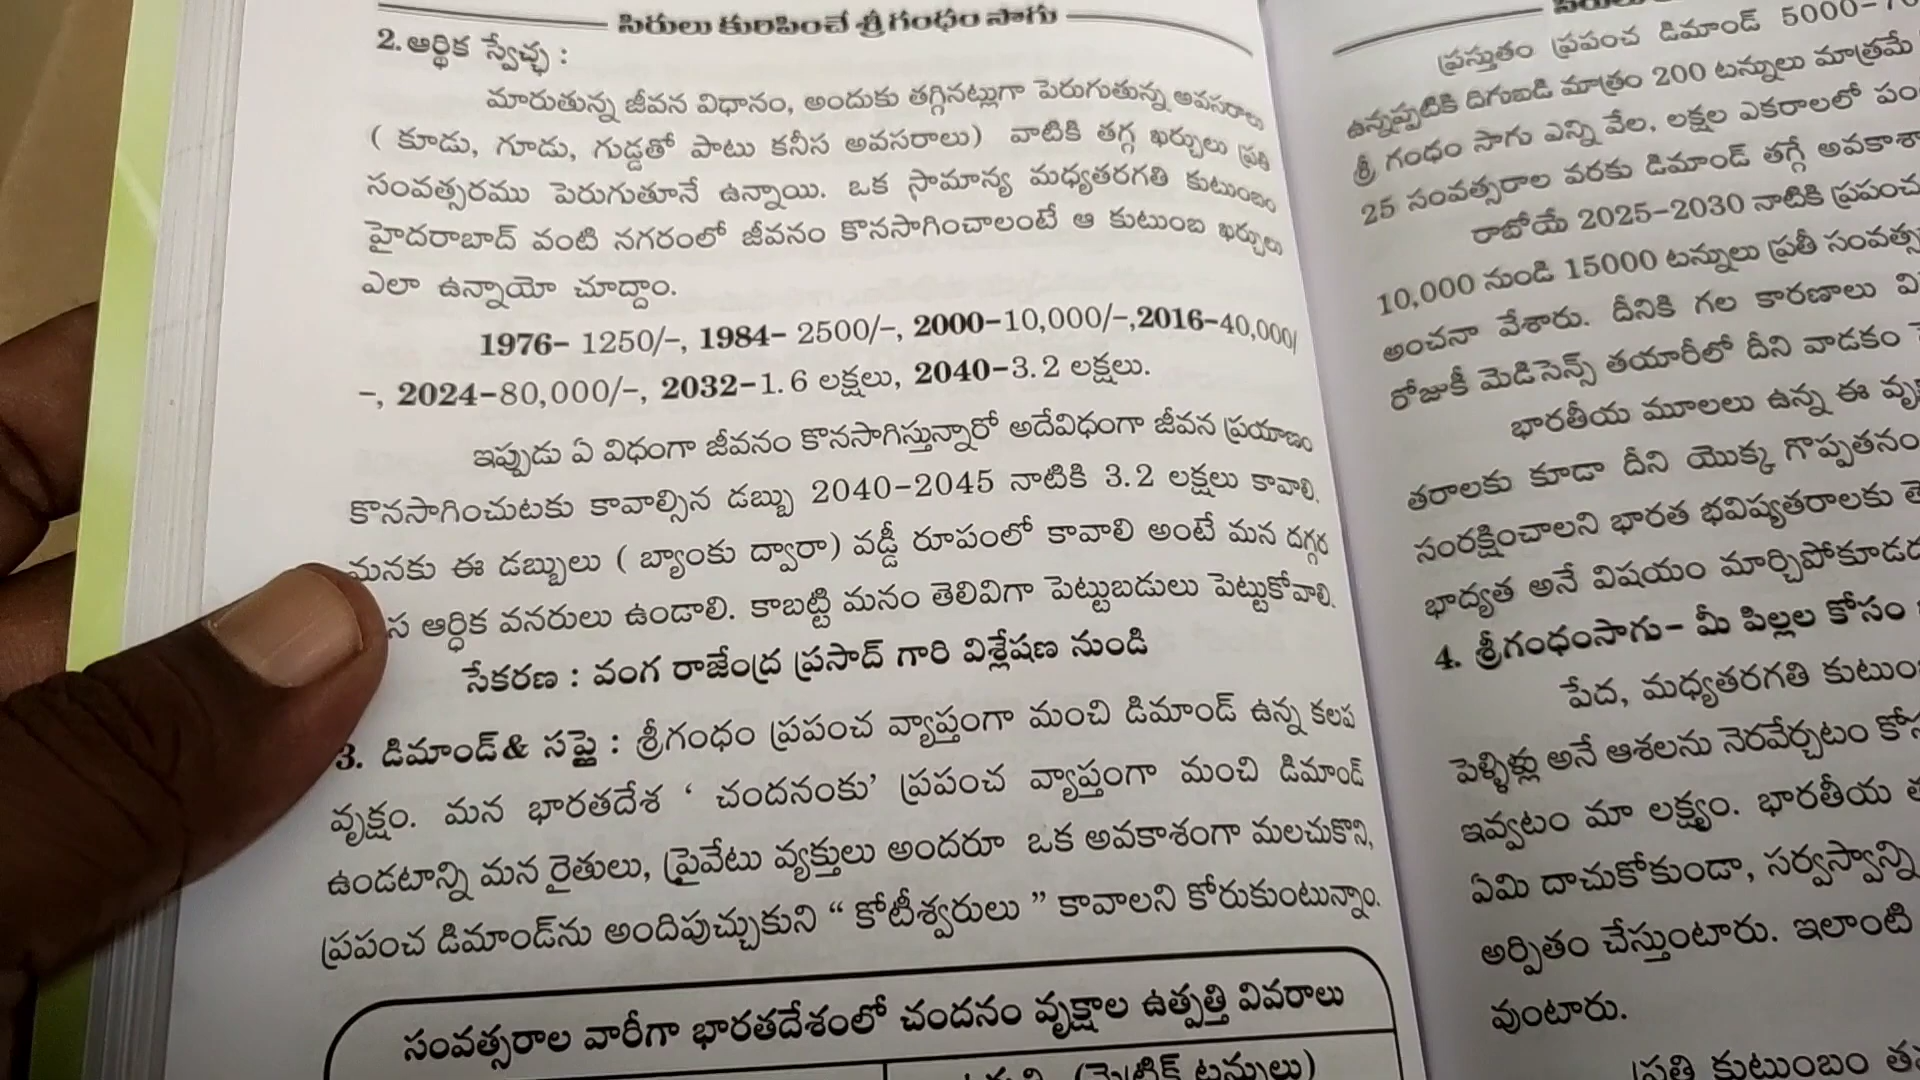 సిరులు కురిపించే శ్రీగంధం సాగు
2.ఆర్థిక స్వేచ్ఛ :
మారుతున్న జీవన విధానం, అందుకు తగ్గినట్లుగా పెరుగుతున్న అవసరాలు
( కూడు, గూడు, గుడ్డతో పాటు కనీస అవసరాలు) వాటికి తగ్గ ఖర్చులు ప్రతి
సంవత్సరము పెరుగుతూనే ఉన్నాయి. ఒక సామాన్య మధ్యతరగతి కుటుంబం
హైదరాబాద్ వంటి నగరంలో జీవనం కొనసాగించాలంటే ఆ కుటుంబ ఖర్చులు
ఎలా ఉన్నాయో చూద్దాం.
1976- 1250/-, 1984- 2500/-, 2000-10,000/-,2016-40,000/
-, 2024-80,000/-, 2032-1.6 లక్షలు, 2040-3.2 లక్షలు.
ఇప్పుడు ఏ విధంగా జీవనం కొనసాగిస్తున్నారో అదేవిధంగా జీవన ప్రయాణం
కొనసాగించుటకు కావాల్సిన డబ్బు 2040-2045 నాటికి 3.2 లక్షలు కావాలి.
మనకు ఈ డబ్బులు ( బ్యాంకు ద్వారా) వడ్డీ రూపంలో కావాలి అంటే మన దగ్గర
ఆర్ధిక వనరులు ఉండాలి. కాబట్టి మనం తెలివిగా పెట్టుబడులు పెట్టుకోవాలి.
సేకరణ : వంగ రాజేంద్ర ప్రసాద్ గారి విశ్లేషణ నుండి
3. డిమాండ్& సప్లై : శ్రీగంధం ప్రపంచ వ్యాప్తంగా మంచి డిమాండ్ ఉన్న కలప
వృక్షం. మన భారతదేశ ‘ చందనంకు’ ప్రపంచ వ్యాప్తంగా మంచి డిమాండ్
ఉండటాన్ని మన రైతులు, ప్రైవేటు వ్యక్తులు అందరూ ఒక అవకాశంగా మలచుకొని,
ప్రపంచ డిమాండ్‌ను అందిపుచ్చుకుని “ కోటీశ్వరులు ” కావాలని కోరుకుంటున్నాం.
సంవత్సరాల వారీగా భారతదేశంలో చందనం వృక్షాల ఉత్పత్తి వివరాలు
(మెట్రిక్ టన్నులు)
ప్రస్తుతం ప్రపంచ డిమాండ్ 5000-
ఉన్నప్పటికి దిగుబడి మాత్రం 200 టన్నులు మాత్రమే
శ్రీ గంధం సాగు ఎన్ని వేల, లక్షల ఎకరాలలో
25 సంవత్సరాల వరకు డిమాండ్ తగ్గే
రాబోయే 2025-2030 నాటికి
10,000 నుండి 15000 టన్నులు ప్రతీ
అంచనా వేశారు. దీనికి గల కారణాలు
రోజుకీ మెడిసెన్స్ తయారీలో దీని వాడకం
భారతీయ మూలలు ఉన్న ఈ
తరాలకు కూడా దీని యొక్క గొప్పతనం
సంరక్షించాలని భారత భవిష్యతరాలకు
భాద్యత అనే విషయం
4. శ్రీగంధంసాగు- మీ పిల్లల కోసం
పేద, మధ్యతరగతి
పెళ్ళిళ్లు అనే ఆశలను నెరవేర్చటం
ఇవ్వటం మా లక్ష్యం. భారతీయ
ఏమి దాచుకోకుండా, సర్వస్వాన్ని
అర్పితం చేస్తుంటారు. ఇలాంటి
వుంటారు.
ప్రతి కుటుంబం